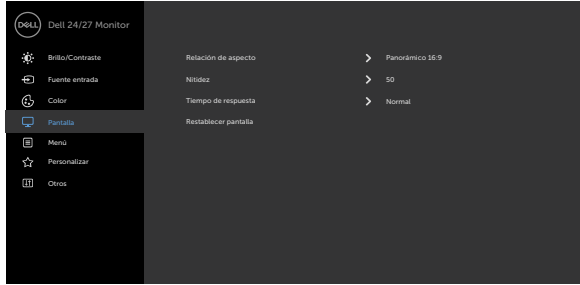 DELL
Dell 24/27 Monitor
Brillo/Contraste
Fuente entrada
Color
Pantalla
Menú
Personalizar
Otros
Relación de aspecto
Panorámico 16:9
Nitidez
50
Tiempo de respuesta
Normal
Restablecer pantalla